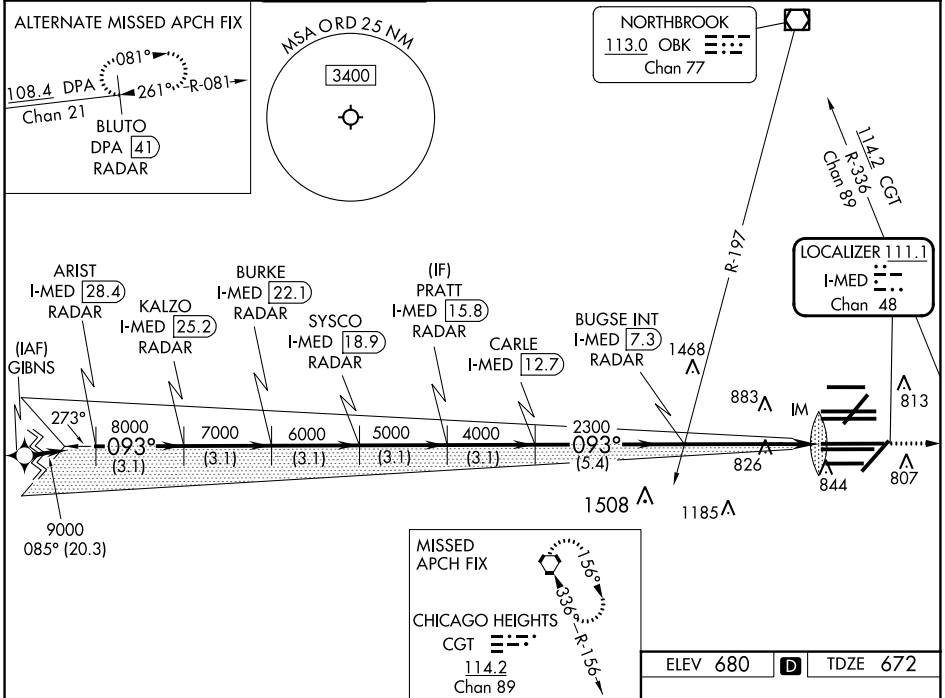 ALTERNATE MISSED APCH FIX
081°
108.4 DPA
261°
R-081
Chan 21
BLUTO
DPA 41
RADAR
MSA ORD 25 NM
3400
NORTHBROOK
113.0 OBK
Chan 77
114.2 CGT
R-336
Chan 89
R-197
LOCALIZER 111.1
I-MED
Chan 48
ARIST
I-MED 28.4
RADAR
KALZO
I-MED 25.2
RADAR
BURKE
I-MED 22.1
RADAR
SYSCO
I-MED 18.9
RADAR
(IF)
PRATT
I-MED 15.8
RADAR
CARLE
I-MED 12.7
BUGSE INT
I-MED 7.3
RADAR
1468
(IAF)
GIBNS
273°
8000
093°
(3.1)
7000
(3.1)
6000
(3.1)
5000
(3.1)
4000
(3.1)
2300
093°
(5.4)
883
IM
813
826
844
807
1508
1185
9000
085° (20.3)
MISSED
APCH FIX
156°
336°
R-156
CHICAGO HEIGHTS
CGT
114.2
Chan 89
ELEV 680 D TDZE 672